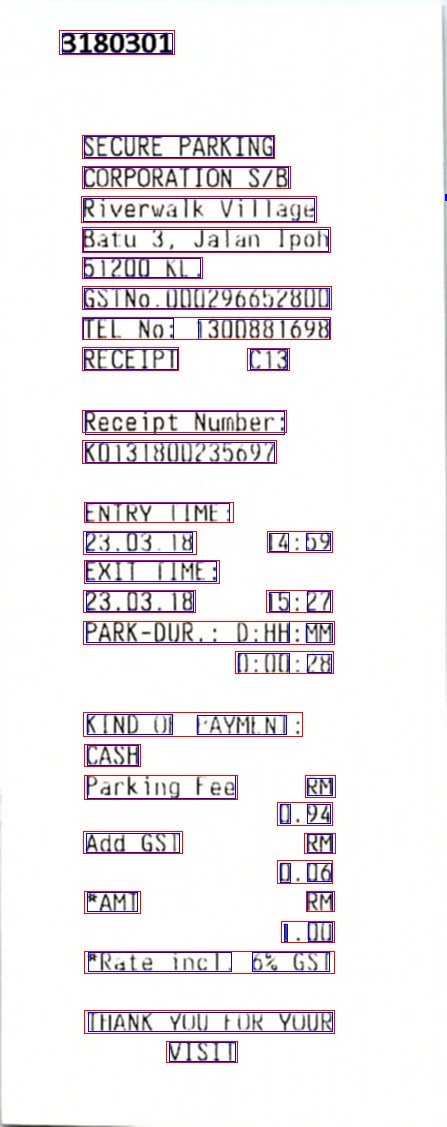 3180301
SECURE PARKING
CORPORATION S/B
Riverwalk Village
Batu 3, Jalan Ipoh
51200 KL.
GSTNo.000296652800
TEL No: 1300881698
RECEIPT C13
Receipt Number:
K0131800235697
ENTRY TIME:
23.03.18 14:59
EXIT TIME:
23.03.18 15:27
PARK-DUR.: D:HH:MM
0:00:28
KIND OF PAYMENT:
CASH
Parking Fee RM
0.94
Add GST RM
0.06
*AMT RM
1.00
*Rate incl. 6% GST
THANK YOU FOR YOUR
VISIT